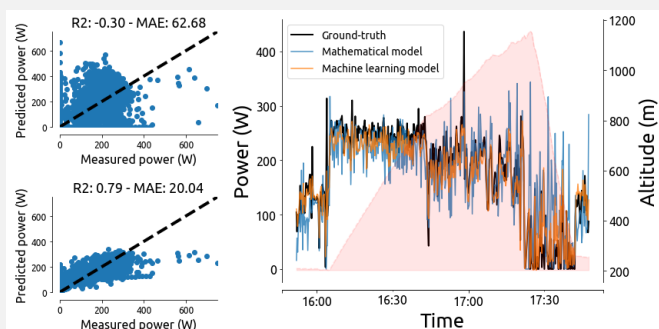 R2: -0.30 - MAE: 62.68
Predicted power (W)
600
400
200
0
0 200 400 600
Measured power (W)
R2: 0.79 - MAE: 20.04
Predicted power (W)
600
400
200
0
0 200 400 600
Measured power (W)
Ground-truth
Mathematical model
Machine learning model
Power (W)
400
300
200
100
0
16:00 16:30 17:00 17:30
Time
1200
1000
800
600
400
200
Altitude (m)